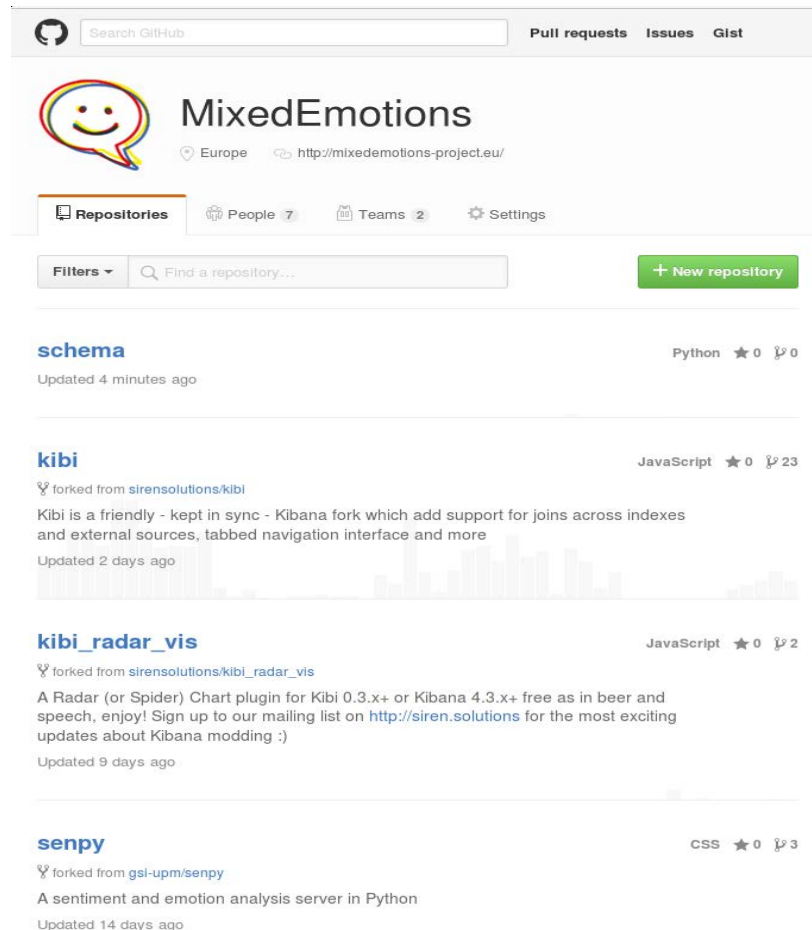 Search GitHub
Pull requests Issues Gist
MixedEmotions
Europe http://mixedemotions-project.eu/
Repositories People 7 Teams 2 Settings
Filters Find a repository... + New repository
schema Python 0 0
Updated 4 minutes ago
kibi JavaScript 0 23
forked from sirensolutions/kibi
Kibi is a friendly - kept in sync - Kibana fork which add support for joins across indexes
and external sources, tabbed navigation interface and more
Updated 2 days ago
kibi_radar_vis JavaScript 0 2
forked from sirensolutions/kibi_radar_vis
A Radar (or Spider) Chart plugin for Kibi 0.3.x+ or Kibana 4.3.x+ free as in beer and
speech, enjoy! Sign up to our mailing list on http://siren.solutions for the most exciting
updates about Kibana modding :)
Updated 9 days ago
senpy CSS 0 3
forked from gsi-upm/senpy
A sentiment and emotion analysis server in Python
Updated 14 days ago